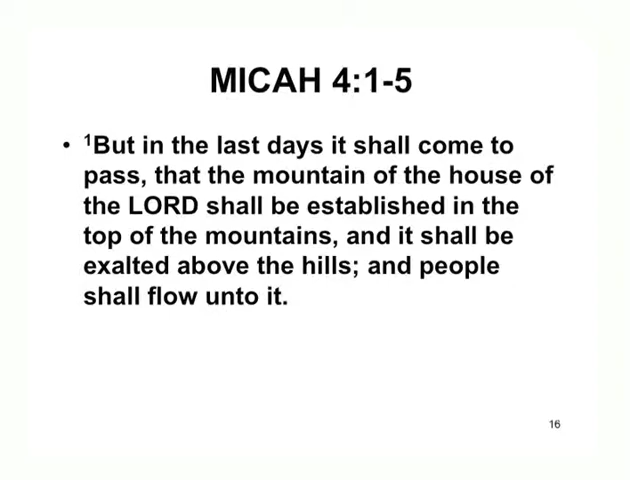 MICAH 4:1-5
• ¹But in the last days it shall come to
pass, that the mountain of the house of
the LORD shall be established in the
top of the mountains, and it shall be
exalted above the hills; and people
shall flow unto it.
16